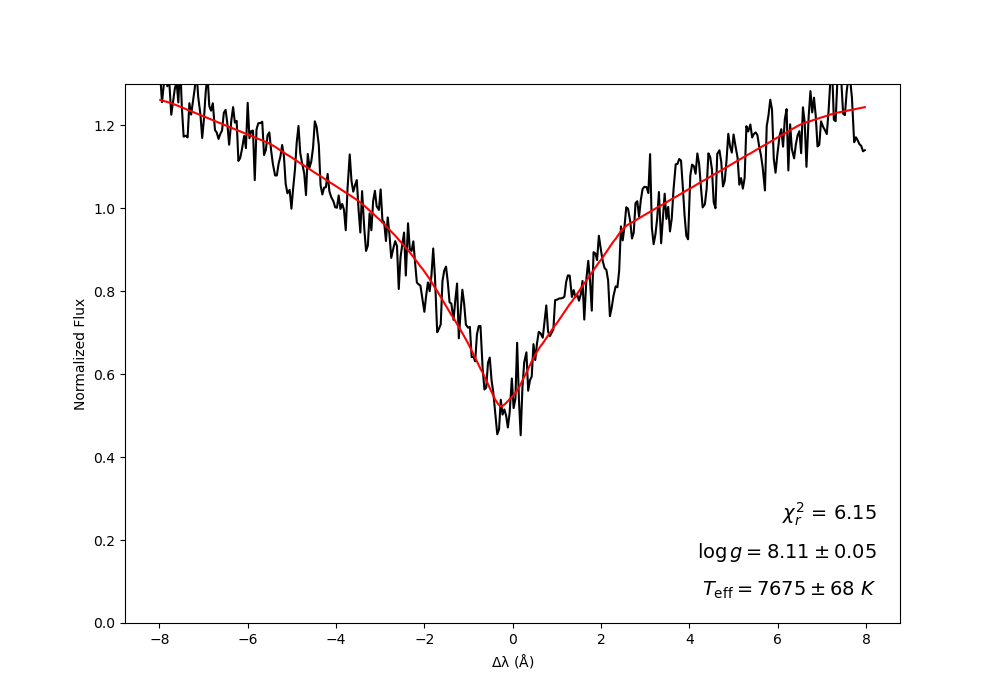 1.2
1.0
0.8
0.6
0.4
0.2
0.0
Normalized Flux
χ²ᵣ = 6.15
log g = 8.11 ± 0.05
T_eff = 7675 ± 68 K
−8 −6 −4 −2 0 2 4 6 8
Δλ (Å)